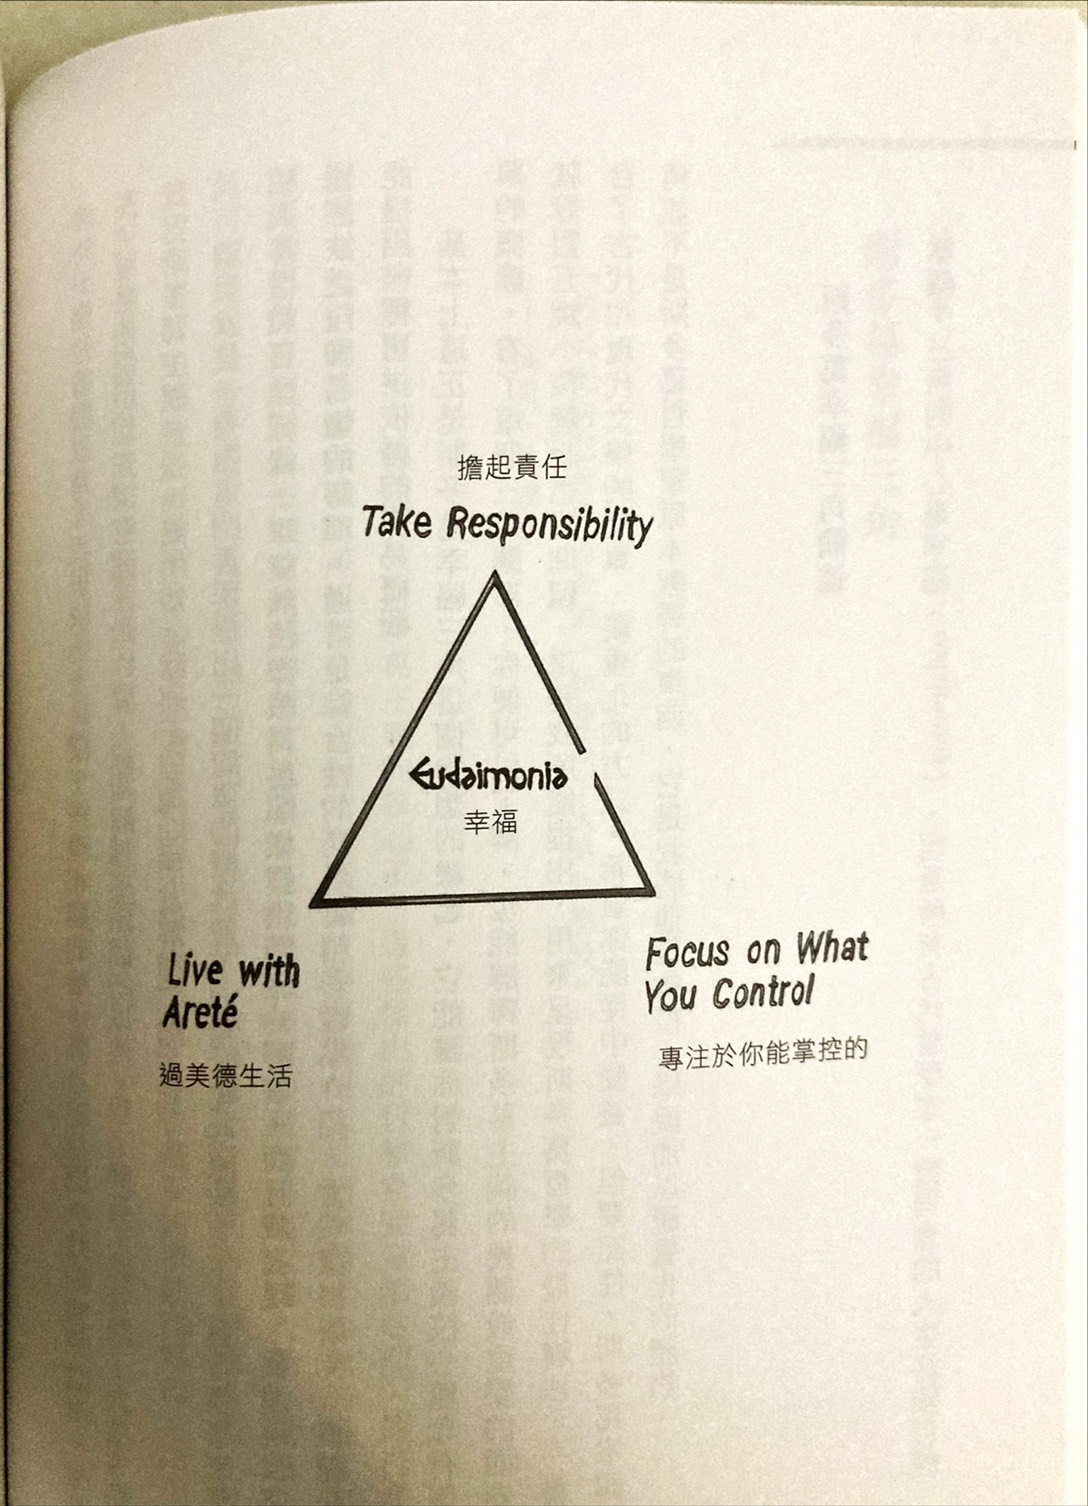 擔起責任
Take Responsibility
Eudaimonia
幸福
Live with
Areté
過美德生活
Focus on What
You Control
專注於你能掌控的